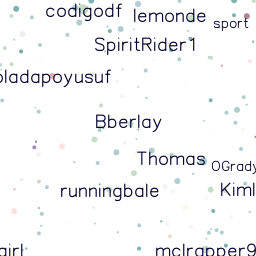 codigodf
lemonde
sport
SpiritRider1
oladapoyusuf
Bberlay
Thomas
OGrady
runningbale
Kiml
girl
mclrapper9